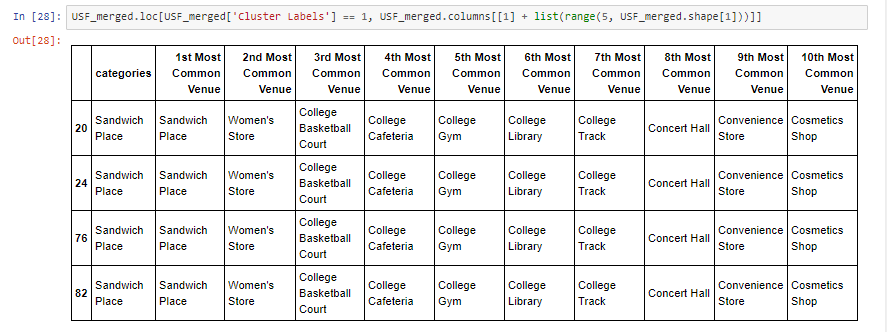 In [28]: USF_merged.loc[USF_merged['Cluster Labels'] == 1, USF_merged.columns[[1] + list(range(5, USF_merged.shape[1]))]]
Out[28]:
categories 1st Most Common Venue 2nd Most Common Venue 3rd Most Common Venue 4th Most Common Venue 5th Most Common Venue 6th Most Common Venue 7th Most Common Venue 8th Most Common Venue 9th Most Common Venue 10th Most Common Venue
20 Sandwich Place Sandwich Place Women's Store College Basketball Court College Cafeteria College Gym College Library College Track Concert Hall Convenience Store Cosmetics Shop
24 Sandwich Place Sandwich Place Women's Store College Basketball Court College Cafeteria College Gym College Library College Track Concert Hall Convenience Store Cosmetics Shop
76 Sandwich Place Sandwich Place Women's Store College Basketball Court College Cafeteria College Gym College Library College Track Concert Hall Convenience Store Cosmetics Shop
82 Sandwich Place Sandwich Place Women's Store College Basketball Court College Cafeteria College Gym College Library College Track Concert Hall Convenience Store Cosmetics Shop